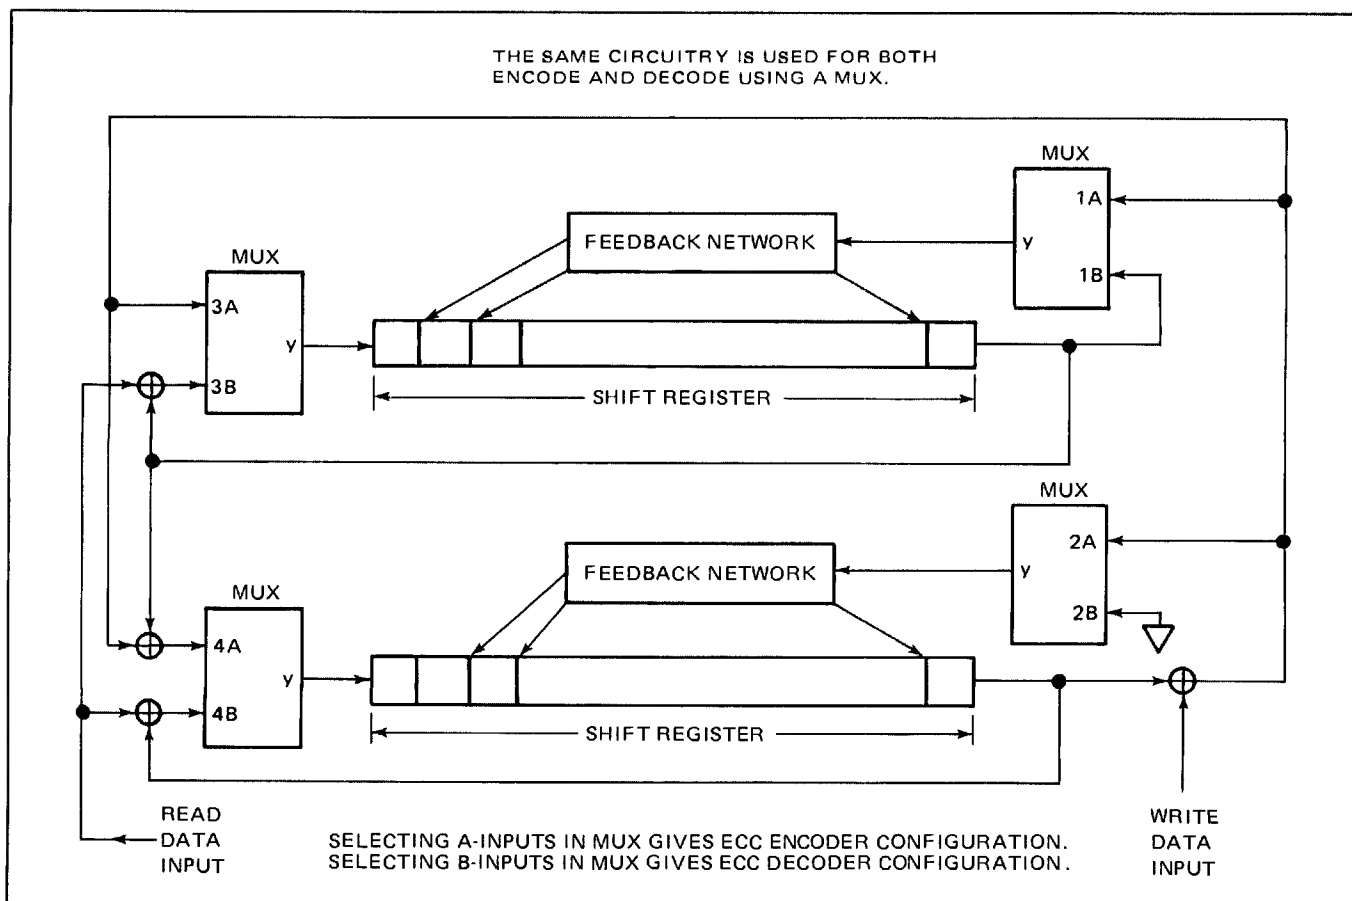 THE SAME CIRCUITRY IS USED FOR BOTH
ENCODE AND DECODE USING A MUX.
MUX
1A
y
1B
FEEDBACK NETWORK
MUX
3A
y
3B
SHIFT REGISTER
MUX
2A
y
2B
FEEDBACK NETWORK
MUX
4A
y
4B
SHIFT REGISTER
READ
DATA
INPUT
SELECTING A-INPUTS IN MUX GIVES ECC ENCODER CONFIGURATION.
SELECTING B-INPUTS IN MUX GIVES ECC DECODER CONFIGURATION.
WRITE
DATA
INPUT